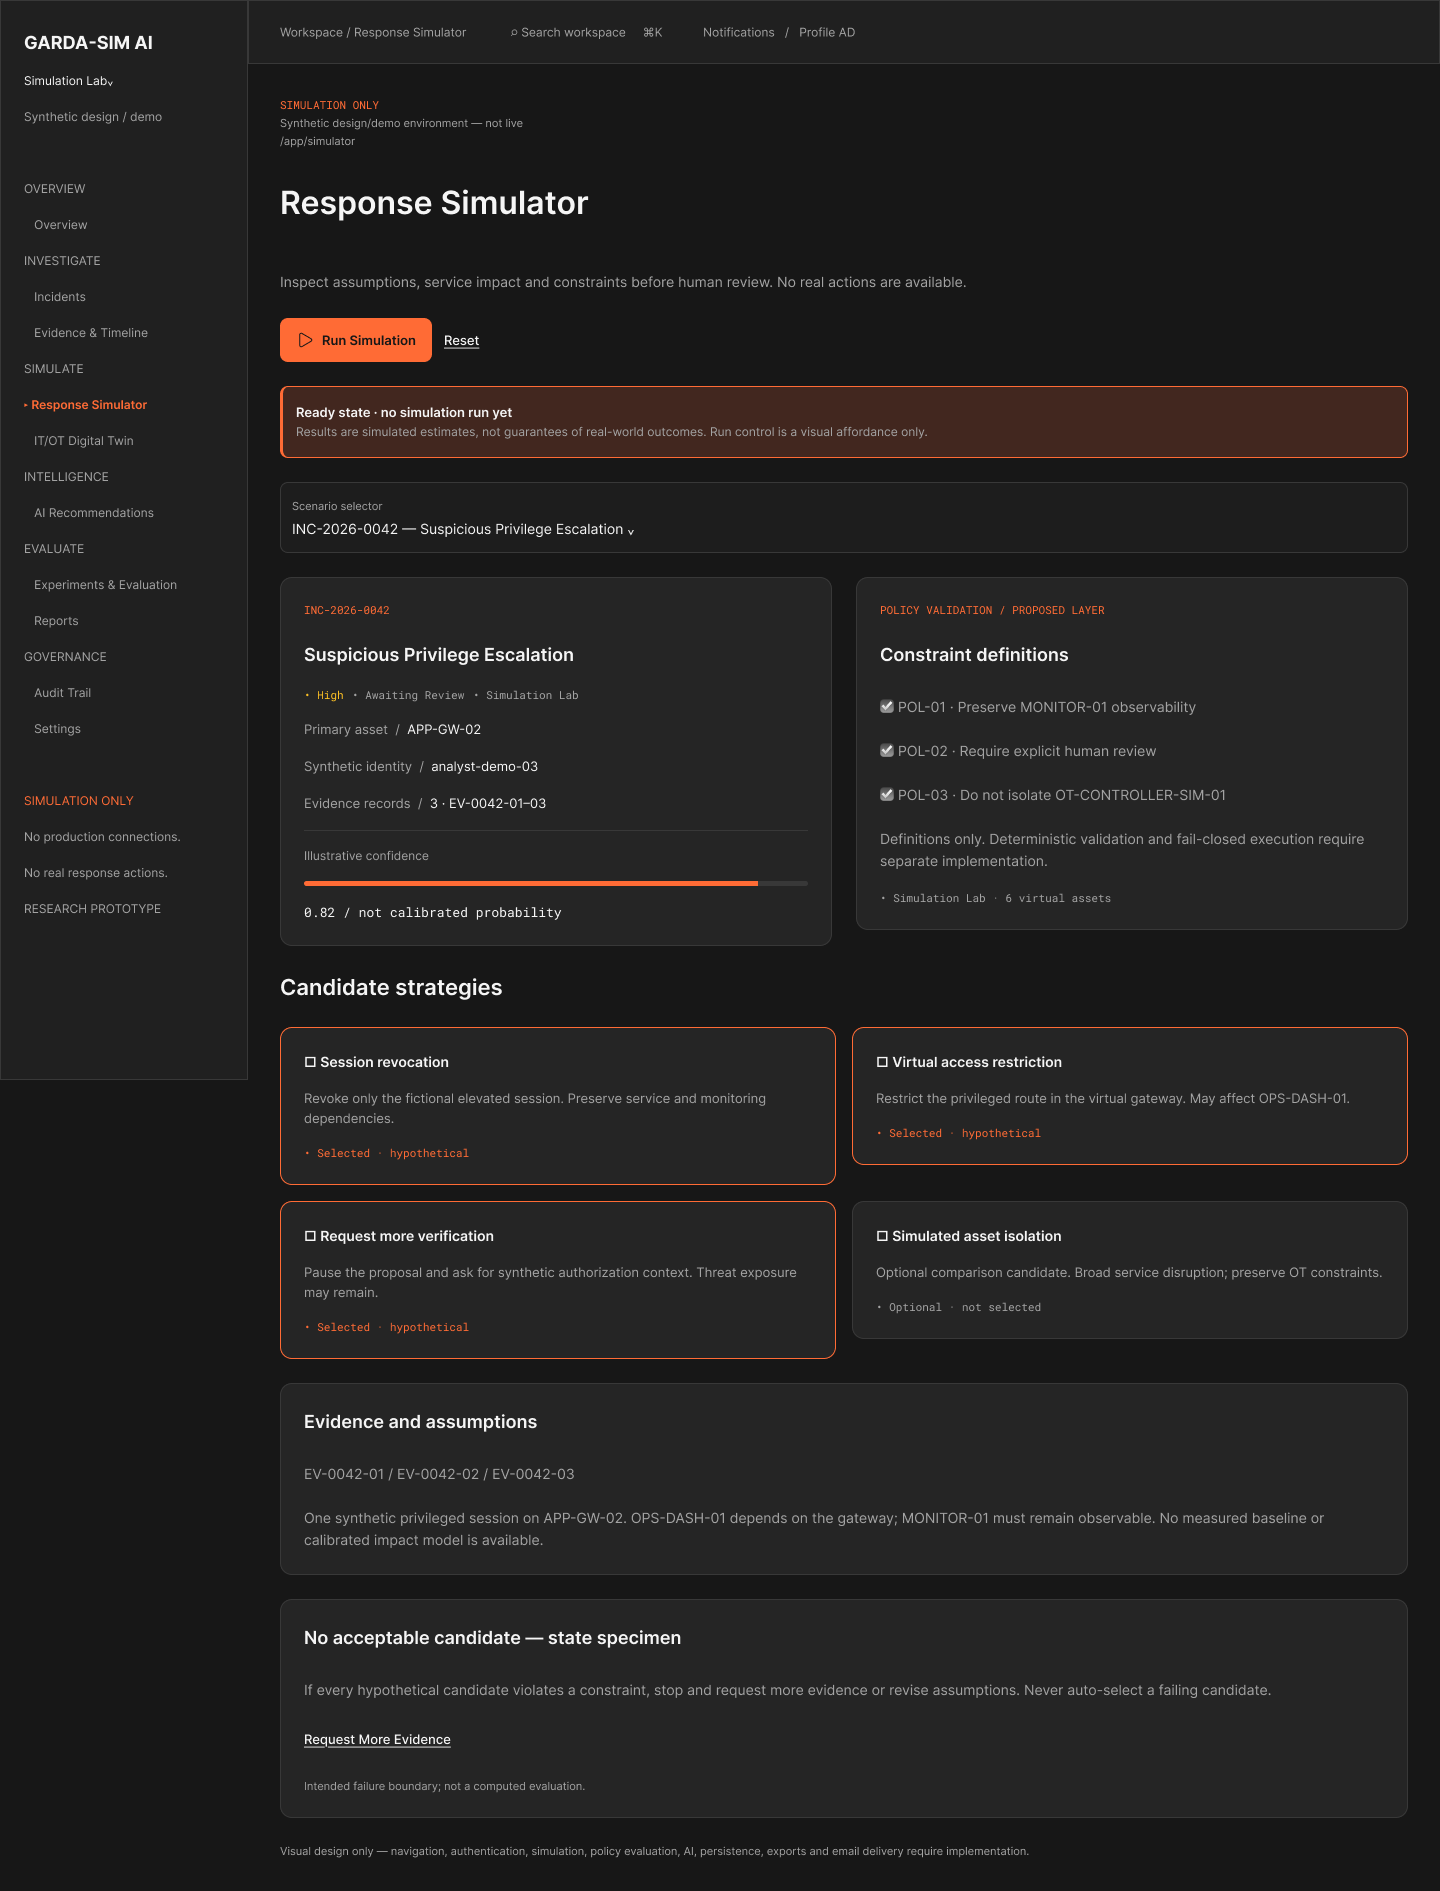 GARDA-SIM AI
Simulation Lab˅
Synthetic design / demo
OVERVIEW
Overview
INVESTIGATE
Incidents
Evidence & Timeline
SIMULATE
▸ Response Simulator
IT/OT Digital Twin
INTELLIGENCE
AI Recommendations
EVALUATE
Experiments & Evaluation
Reports
GOVERNANCE
Audit Trail
Settings
SIMULATION ONLY
No production connections.
No real response actions.
RESEARCH PROTOTYPE
Workspace / Response Simulator ⌕ Search workspace ⌘K Notifications / Profile AD
SIMULATION ONLY
Synthetic design/demo environment — not live
/app/simulator
Response Simulator
Inspect assumptions, service impact and constraints before human review. No real actions are available.
Run Simulation Reset
Ready state · no simulation run yet
Results are simulated estimates, not guarantees of real-world outcomes. Run control is a visual affordance only.
Scenario selector
INC-2026-0042 — Suspicious Privilege Escalation ˅
INC-2026-0042
Suspicious Privilege Escalation
• High • Awaiting Review • Simulation Lab
Primary asset / APP-GW-02
Synthetic identity / analyst-demo-03
Evidence records / 3 · EV-0042-01–03
Illustrative confidence
0.82 / not calibrated probability
POLICY VALIDATION / PROPOSED LAYER
Constraint definitions
POL-01 · Preserve MONITOR-01 observability
POL-02 · Require explicit human review
POL-03 · Do not isolate OT-CONTROLLER-SIM-01
Definitions only. Deterministic validation and fail-closed execution require
separate implementation.
• Simulation Lab · 6 virtual assets
Candidate strategies
☐ Session revocation
Revoke only the fictional elevated session. Preserve service and monitoring
dependencies.
• Selected · hypothetical
☐ Virtual access restriction
Restrict the privileged route in the virtual gateway. May affect OPS-DASH-01.
• Selected · hypothetical
☐ Request more verification
Pause the proposal and ask for synthetic authorization context. Threat exposure
may remain.
• Selected · hypothetical
☐ Simulated asset isolation
Optional comparison candidate. Broad service disruption; preserve OT constraints.
• Optional · not selected
Evidence and assumptions
EV-0042-01 / EV-0042-02 / EV-0042-03
One synthetic privileged session on APP-GW-02. OPS-DASH-01 depends on the gateway; MONITOR-01 must remain observable. No measured baseline or
calibrated impact model is available.
No acceptable candidate — state specimen
If every hypothetical candidate violates a constraint, stop and request more evidence or revise assumptions. Never auto-select a failing candidate.
Request More Evidence
Intended failure boundary; not a computed evaluation.
Visual design only — navigation, authentication, simulation, policy evaluation, AI, persistence, exports and email delivery require implementation.